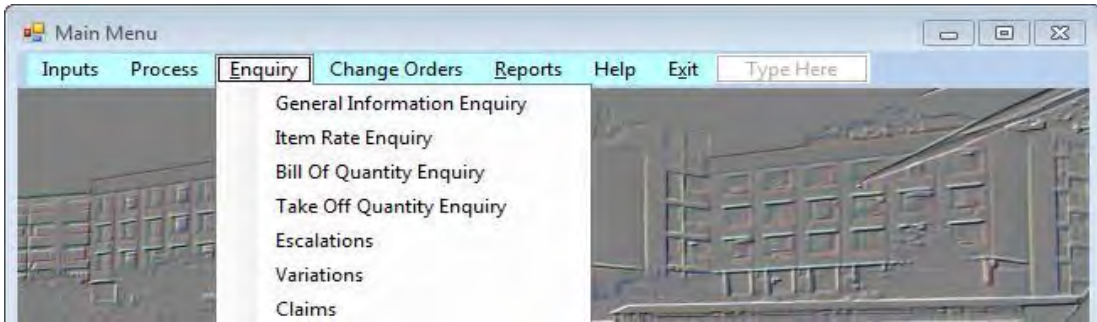 Main Menu
Inputs Process Enquiry Change Orders Reports Help Exit Type Here
General Information Enquiry
Item Rate Enquiry
Bill Of Quantity Enquiry
Take Off Quantity Enquiry
Escalations
Variations
Claims